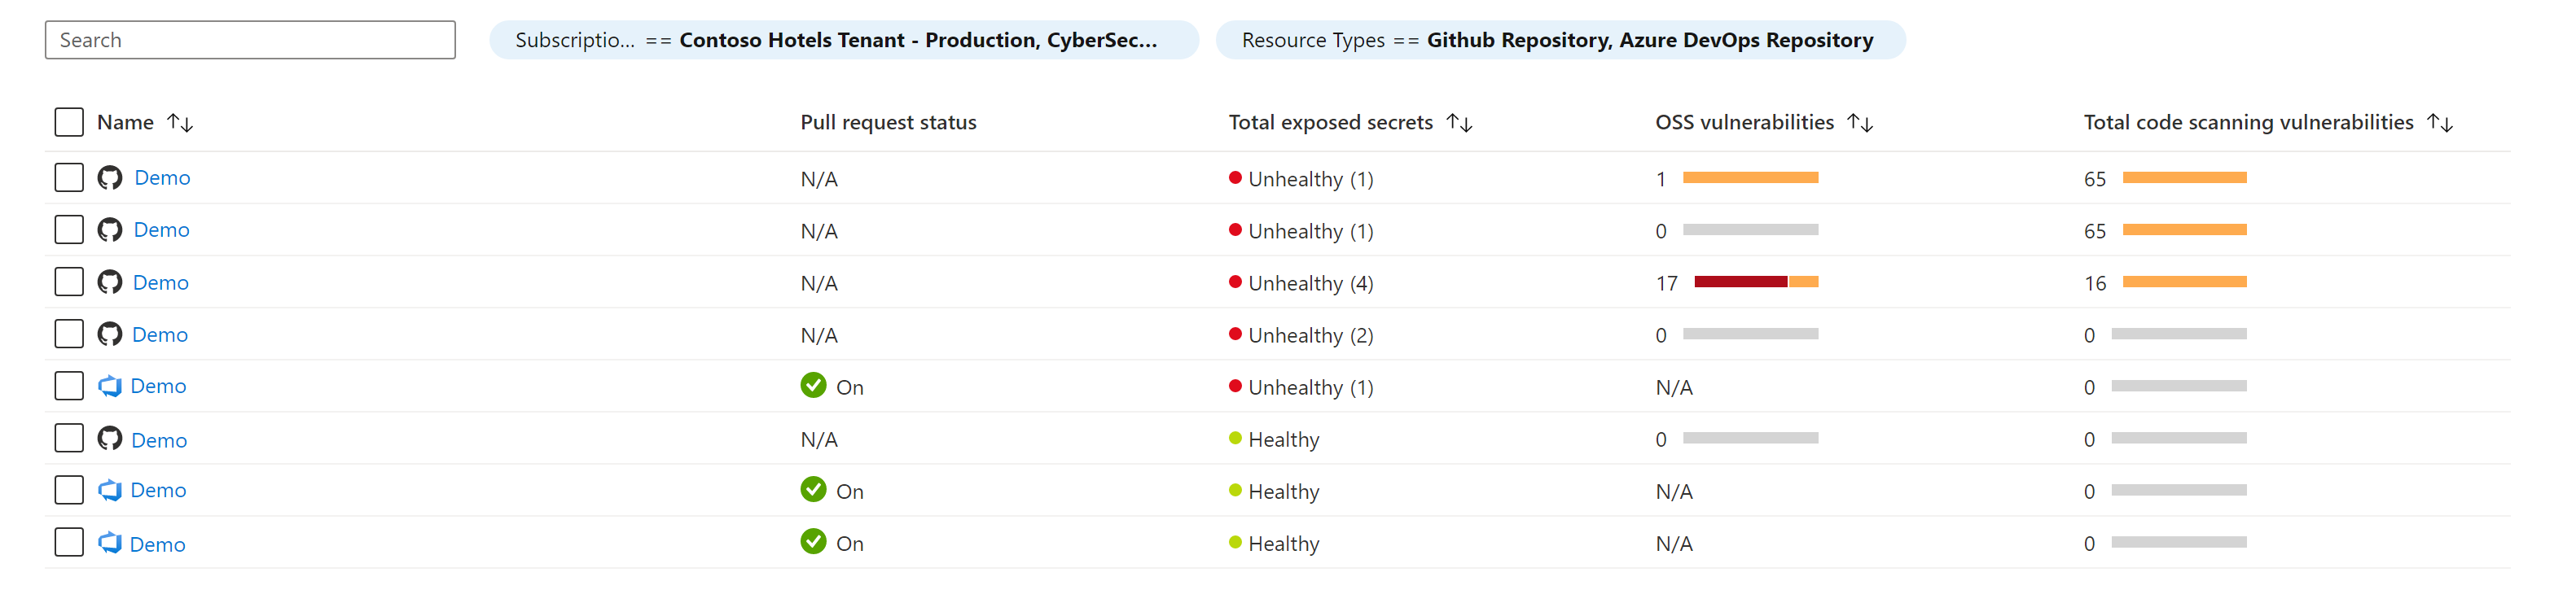 Search Subscriptio... == Contoso Hotels Tenant - Production, CyberSec... Resource Types == Github Repository, Azure DevOps Repository
Name Pull request status Total exposed secrets OSS vulnerabilities Total code scanning vulnerabilities
Demo N/A Unhealthy (1) 1 65
Demo N/A Unhealthy (1) 0 65
Demo N/A Unhealthy (4) 17 16
Demo N/A Unhealthy (2) 0 0
Demo On Unhealthy (1) N/A 0
Demo N/A Healthy 0 0
Demo On Healthy N/A 0
Demo On Healthy N/A 0